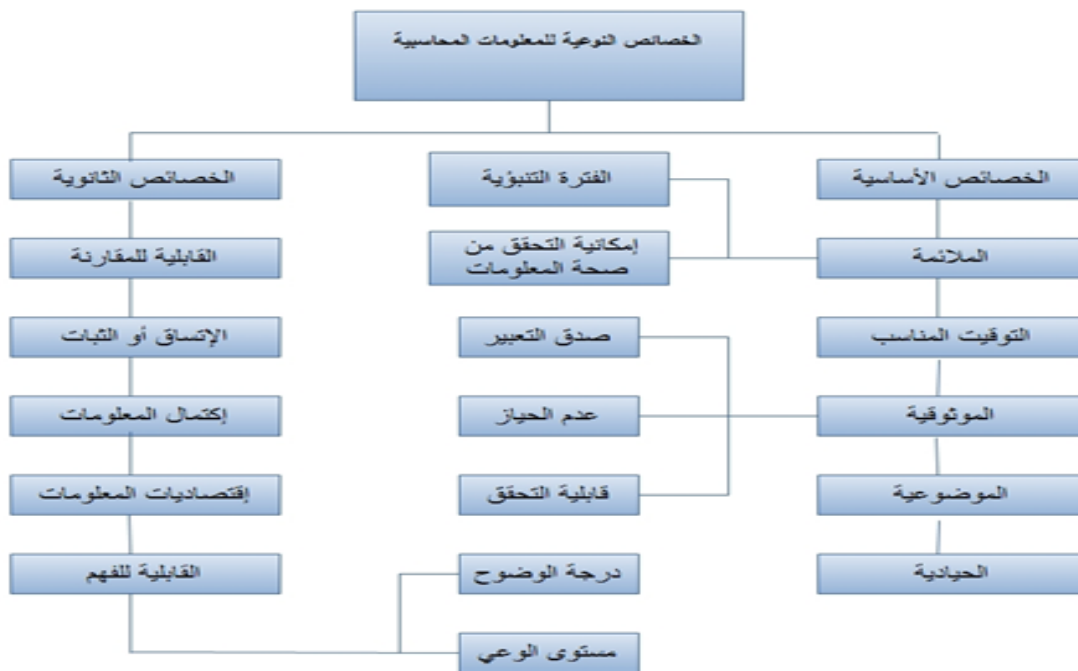 الخصائص النوعية للمعلومات المحاسبية
الخصائص الأساسية
الفترة التنبؤية
الخصائص الثانوية
الملائمة
إمكانية التحقق من
صحة المعلومات
القابلية للمقارنة
التوقيت المناسب
صدق التعبير
الإتساق أو الثبات
الموثوقية
عدم الحياز
إكتمال المعلومات
الموضوعية
قابلية التحقق
إقتصاديات المعلومات
الحيادية
درجة الوضوح
القابلية للفهم
مستوى الوعي